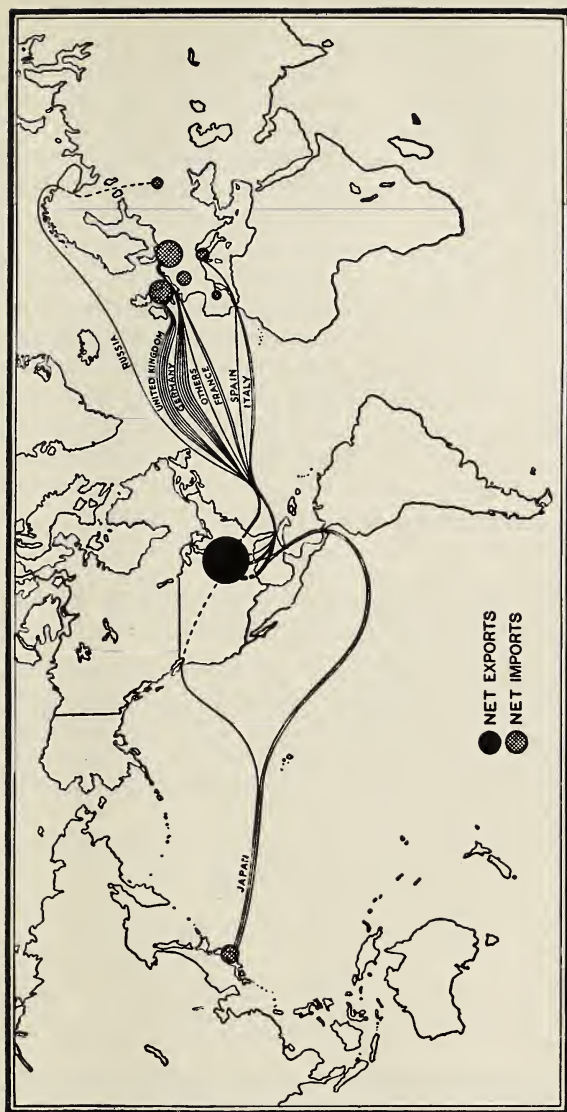 RUSSIA
UNITED KINGDOM
GERMANY
OTHERS
FRANCE
SPAIN
ITALY
JAPAN
NET EXPORTS
NET IMPORTS